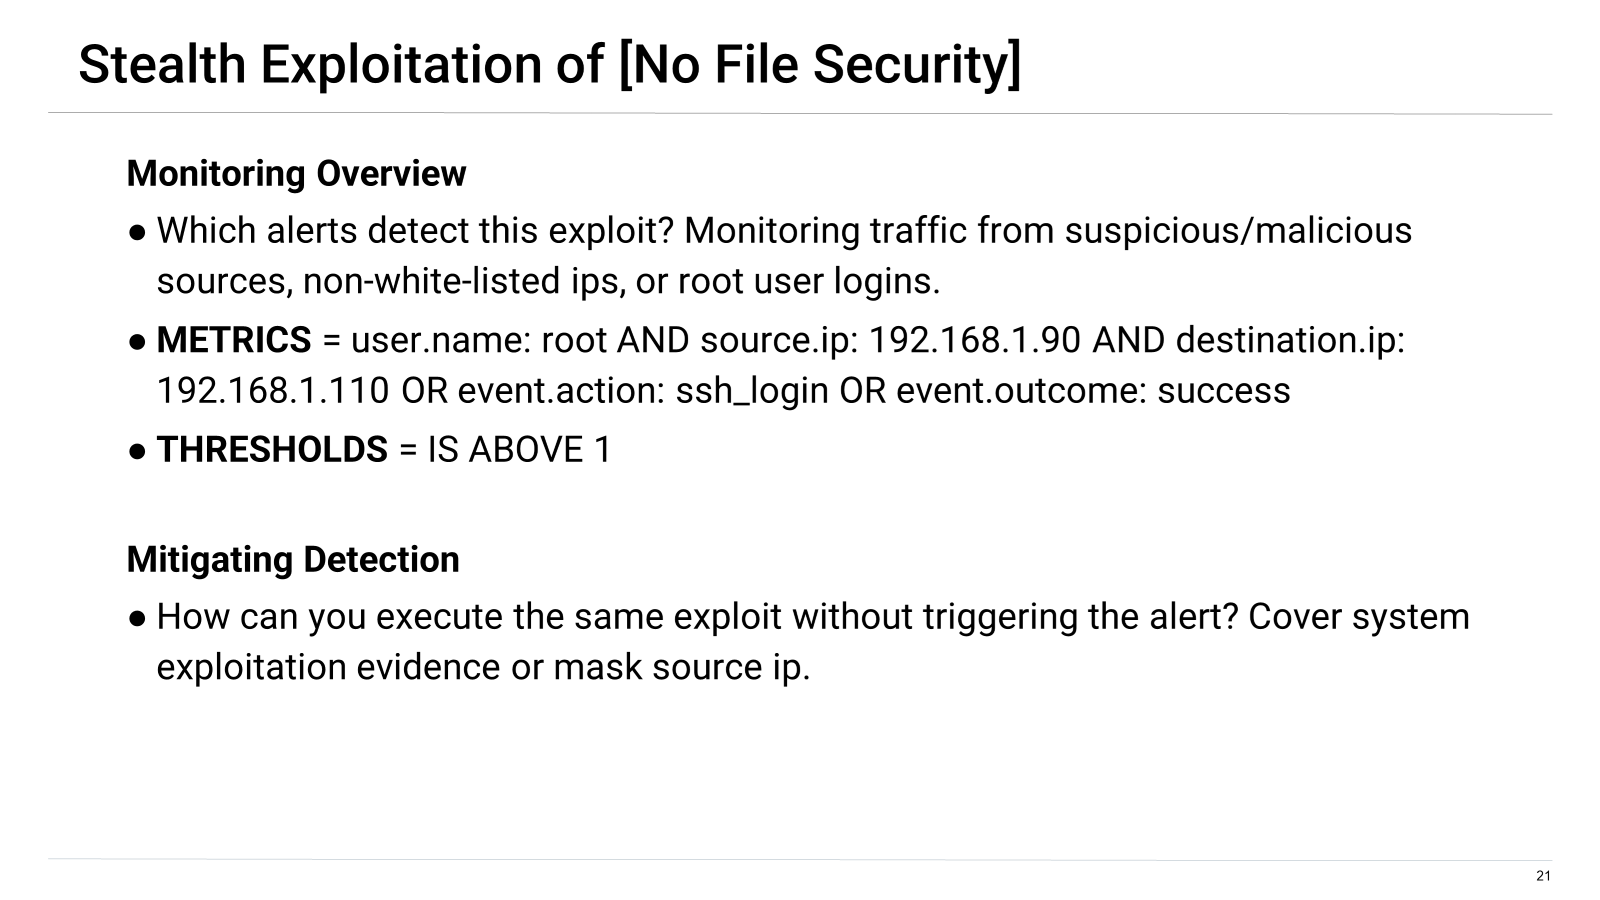 Stealth Exploitation of [No File Security]
Monitoring Overview
● Which alerts detect this exploit? Monitoring traffic from suspicious/malicious
sources, non-white-listed ips, or root user logins.
● METRICS = user.name: root AND source.ip: 192.168.1.90 AND destination.ip:
192.168.1.110 OR event.action: ssh_login OR event.outcome: success
● THRESHOLDS = IS ABOVE 1
Mitigating Detection
● How can you execute the same exploit without triggering the alert? Cover system
exploitation evidence or mask source ip.
21